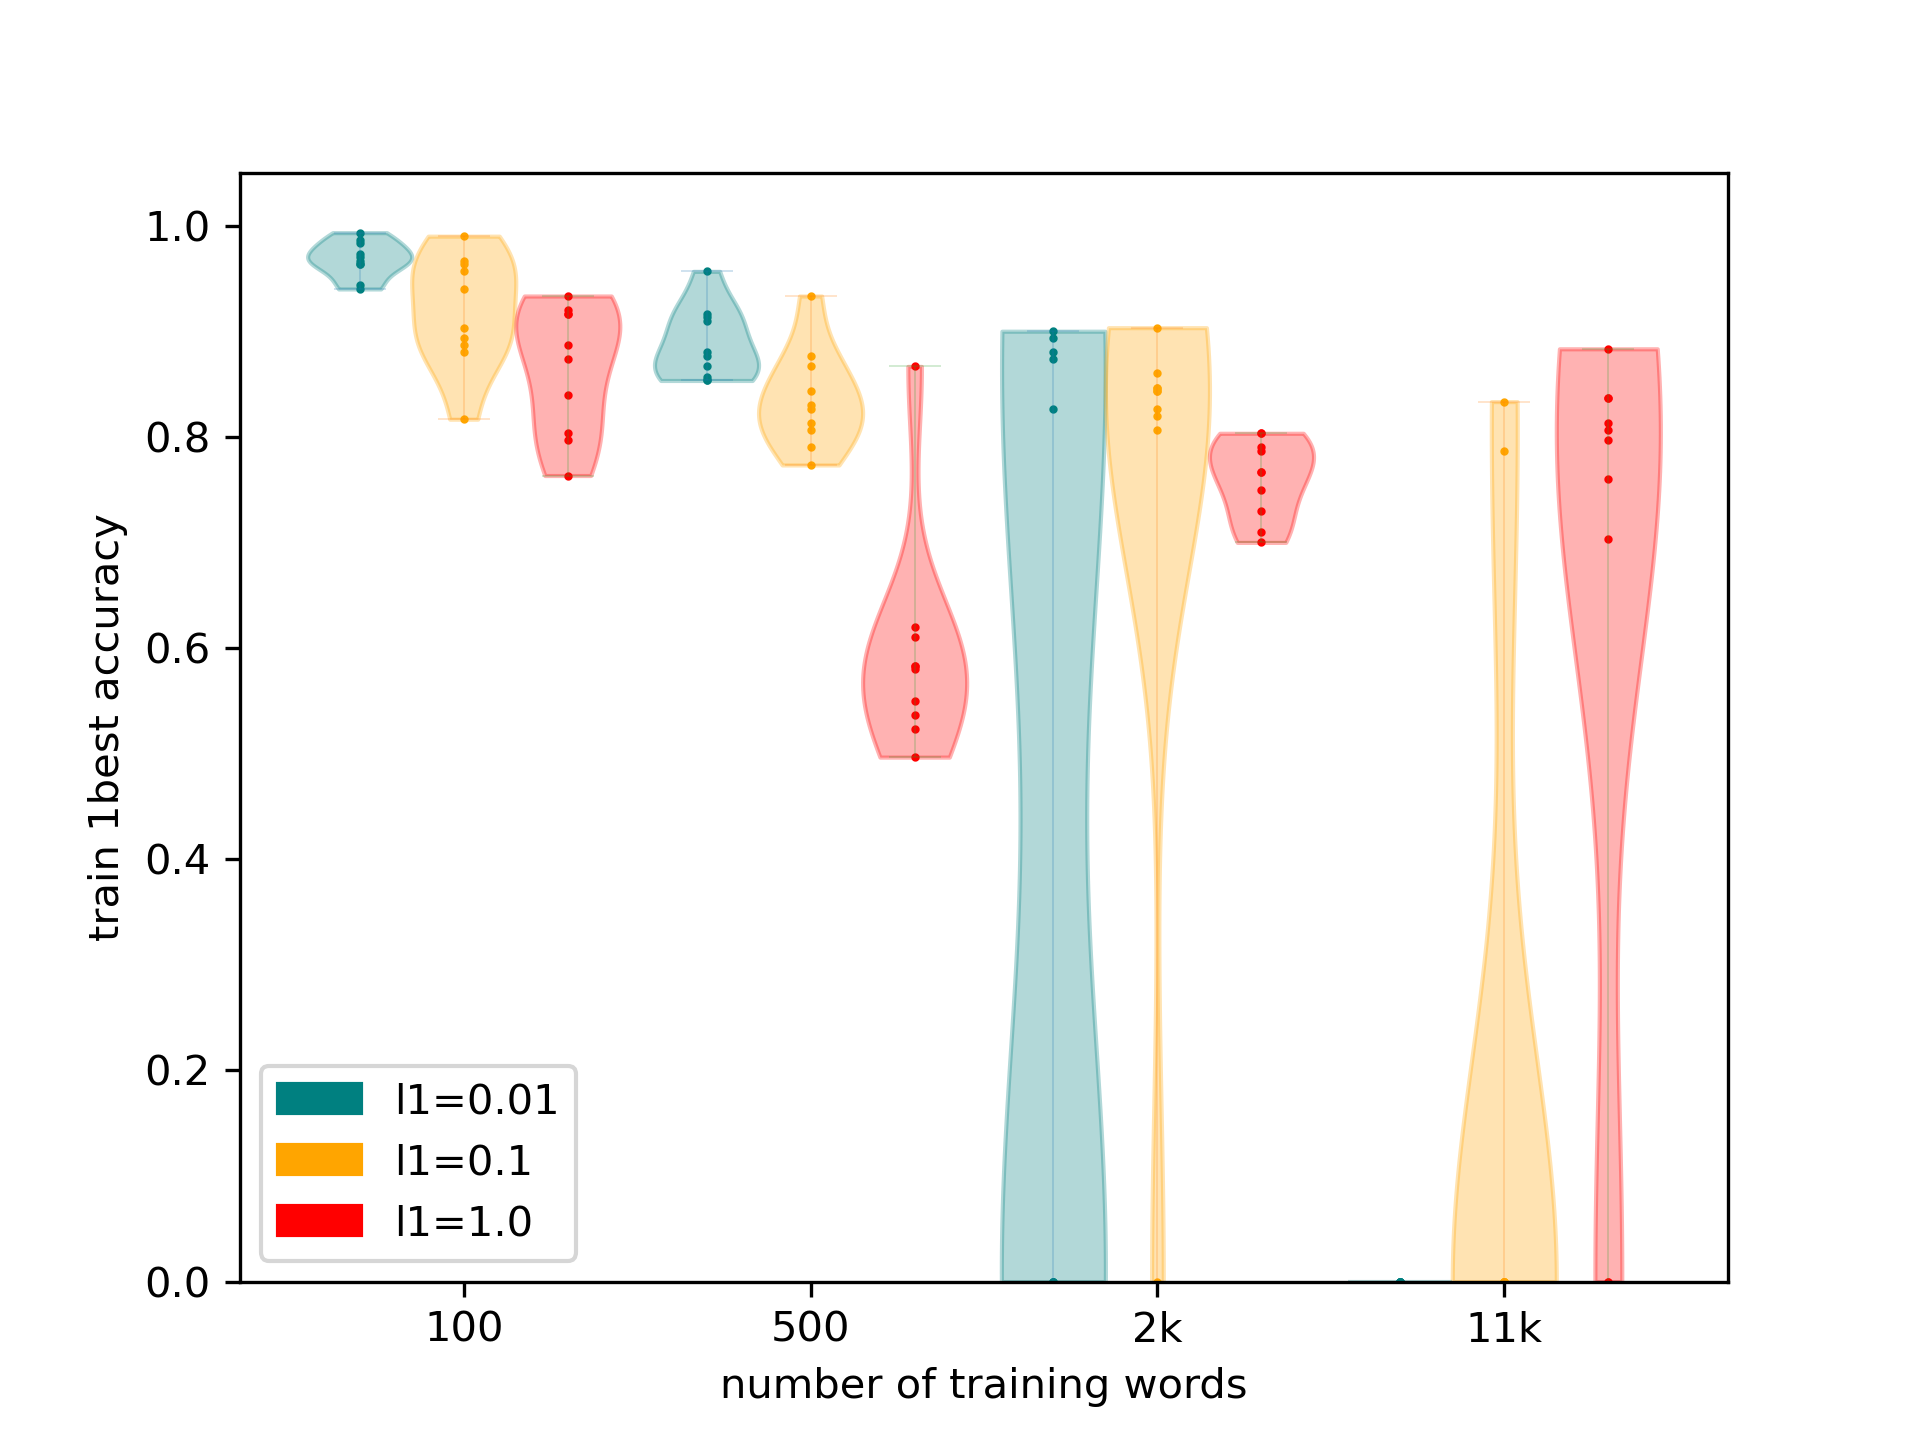 1.0
0.8
0.6
0.4
0.2
0.0
train 1best accuracy
l1=0.01
l1=0.1
l1=1.0
100 500 2k 11k
number of training words